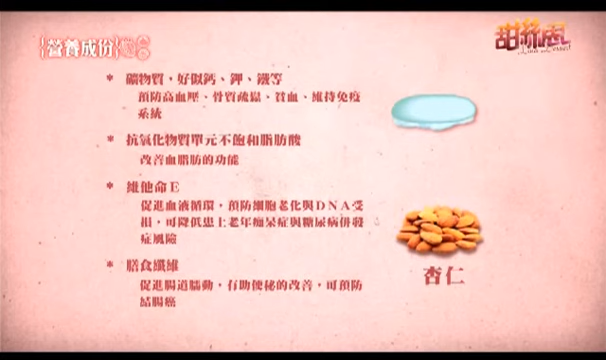 營養成份
甜絲風
* 礦物質，好似鈣、鉀、鐵等
預防高血壓、骨質疏鬆、貧血、維持免疫
系統
* 抗氧化物質單元不飽和脂肪酸
改善血脂肪的功能
* 維他命E
促進血液循環，預防細胞老化與DNA受
損，可降低患上老年痴呆症與糖尿病併發
症風險
* 膳食纖維
促進腸道蠕動，有助便秘的改善，可預防
結腸癌
杏仁